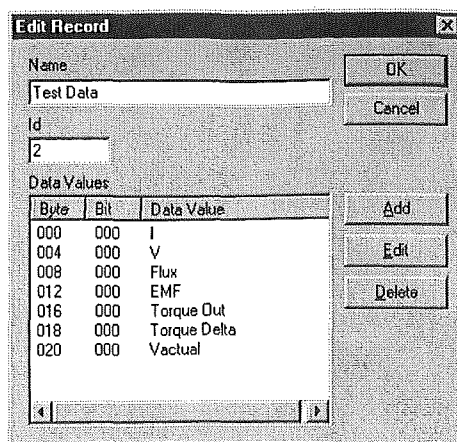 Edit Record
Name
OK
Test Data
Cancel
Id
2
Data Values
Byte Bit Data Value
Add
000 000 I
004 000 V
Edit
008 000 Flux
012 000 EMF
Delete
016 000 Torque Out
018 000 Torque Delta
020 000 Vactual